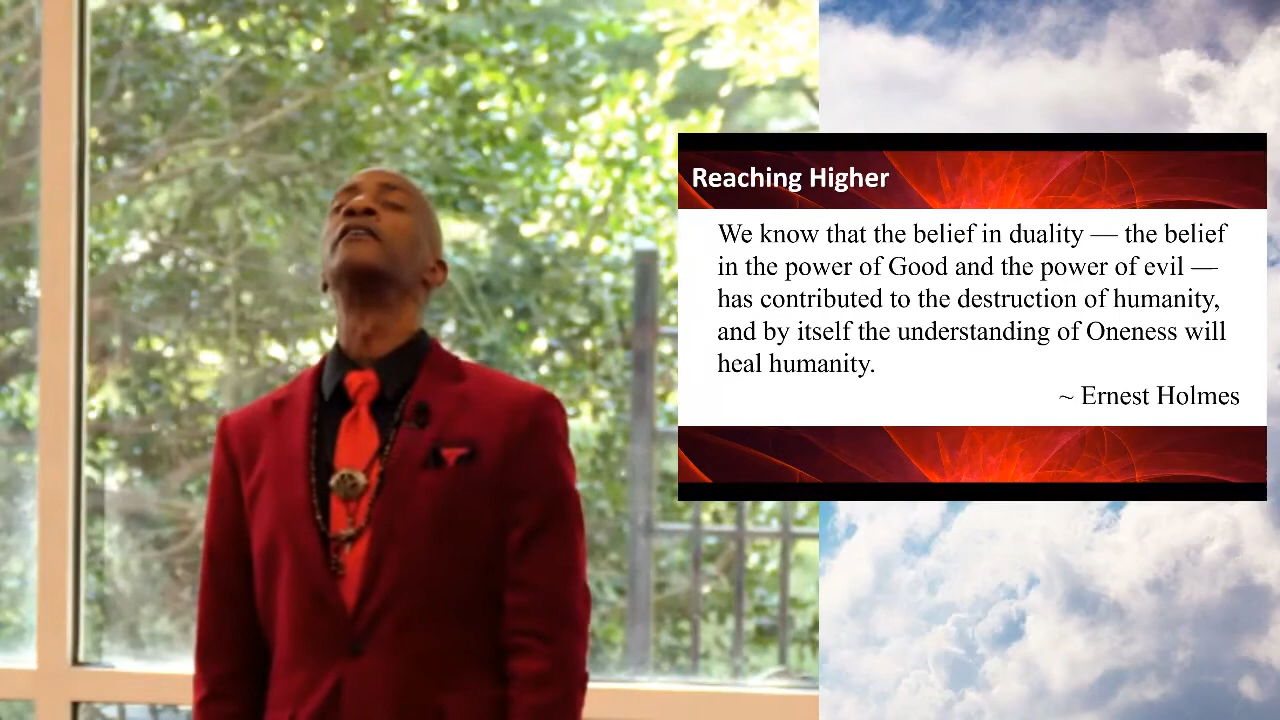 Reaching Higher
We know that the belief in duality — the belief
in the power of Good and the power of evil —
has contributed to the destruction of humanity,
and by itself the understanding of Oneness will
heal humanity.
~ Ernest Holmes